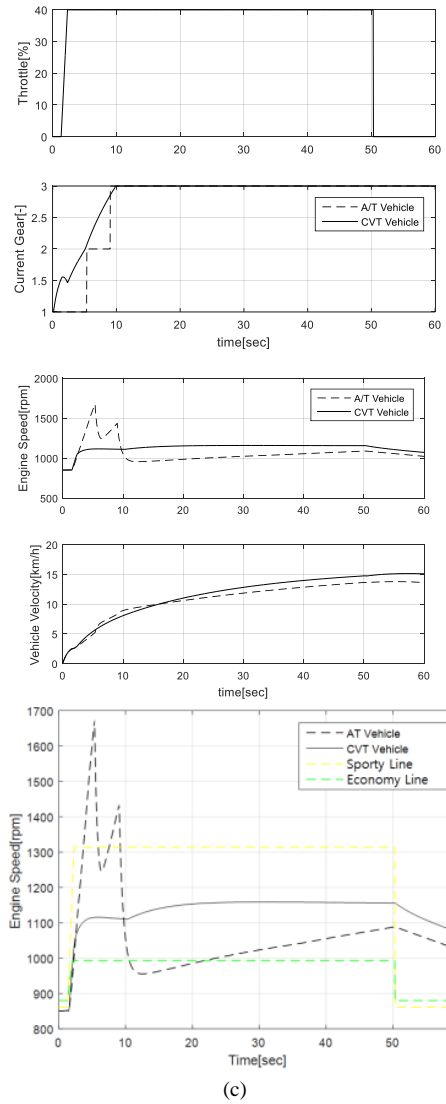 40
30
20
10
0
Throttle[%]
0 10 20 30 40 50 60
3
2.5
2
1.5
1
Current Gear[-]
A/T Vehicle
CVT Vehicle
0 10 20 30 40 50 60
time[sec]
2000
1500
1000
500
Engine Speed[rpm]
A/T Vehicle
CVT Vehicle
0 10 20 30 40 50 60
20
15
10
5
0
Vehicle Velocity[km/h]
0 10 20 30 40 50 60
time[sec]
1700
1600
1500
1400
1300
1200
1100
1000
900
800
Engine Speed[rpm]
AT Vehicle
CVT Vehicle
Sporty Line
Economy Line
0 10 20 30 40 50
Time[sec]
(c)